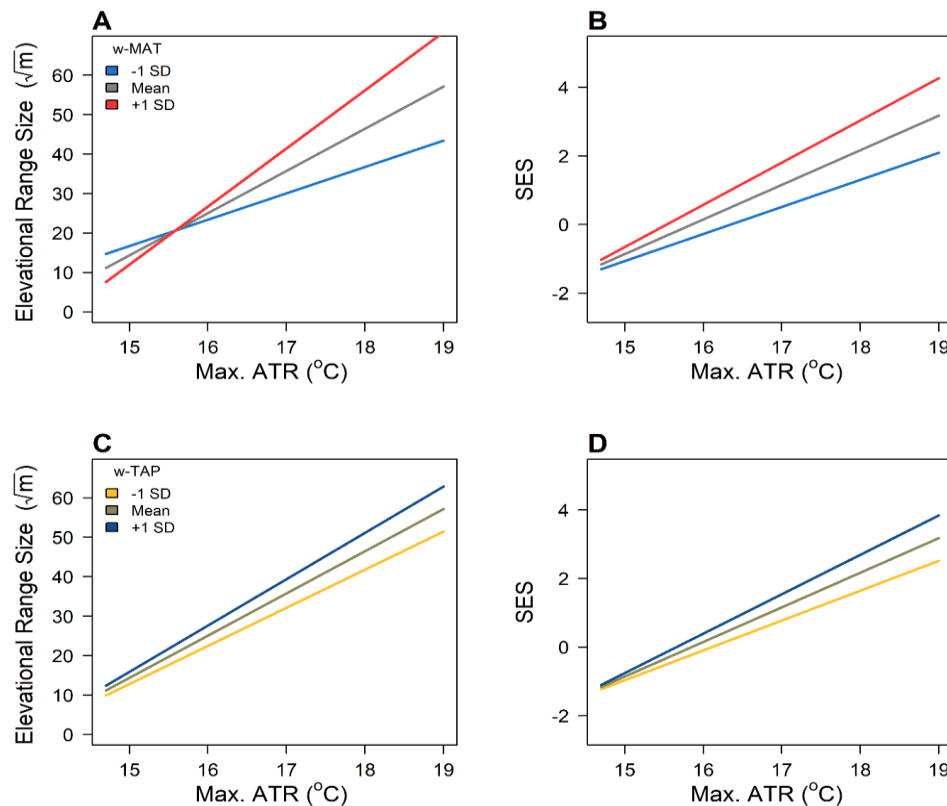 A
w-MAT
-1 SD
Mean
+1 SD
Elevational Range Size (√m)
60
50
40
30
20
10
0
15 16 17 18 19
Max. ATR (°C)
B
SES
4
2
0
-2
15 16 17 18 19
Max. ATR (°C)
C
w-TAP
-1 SD
Mean
+1 SD
Elevational Range Size (√m)
60
50
40
30
20
10
0
15 16 17 18 19
Max. ATR (°C)
D
SES
4
2
0
-2
15 16 17 18 19
Max. ATR (°C)